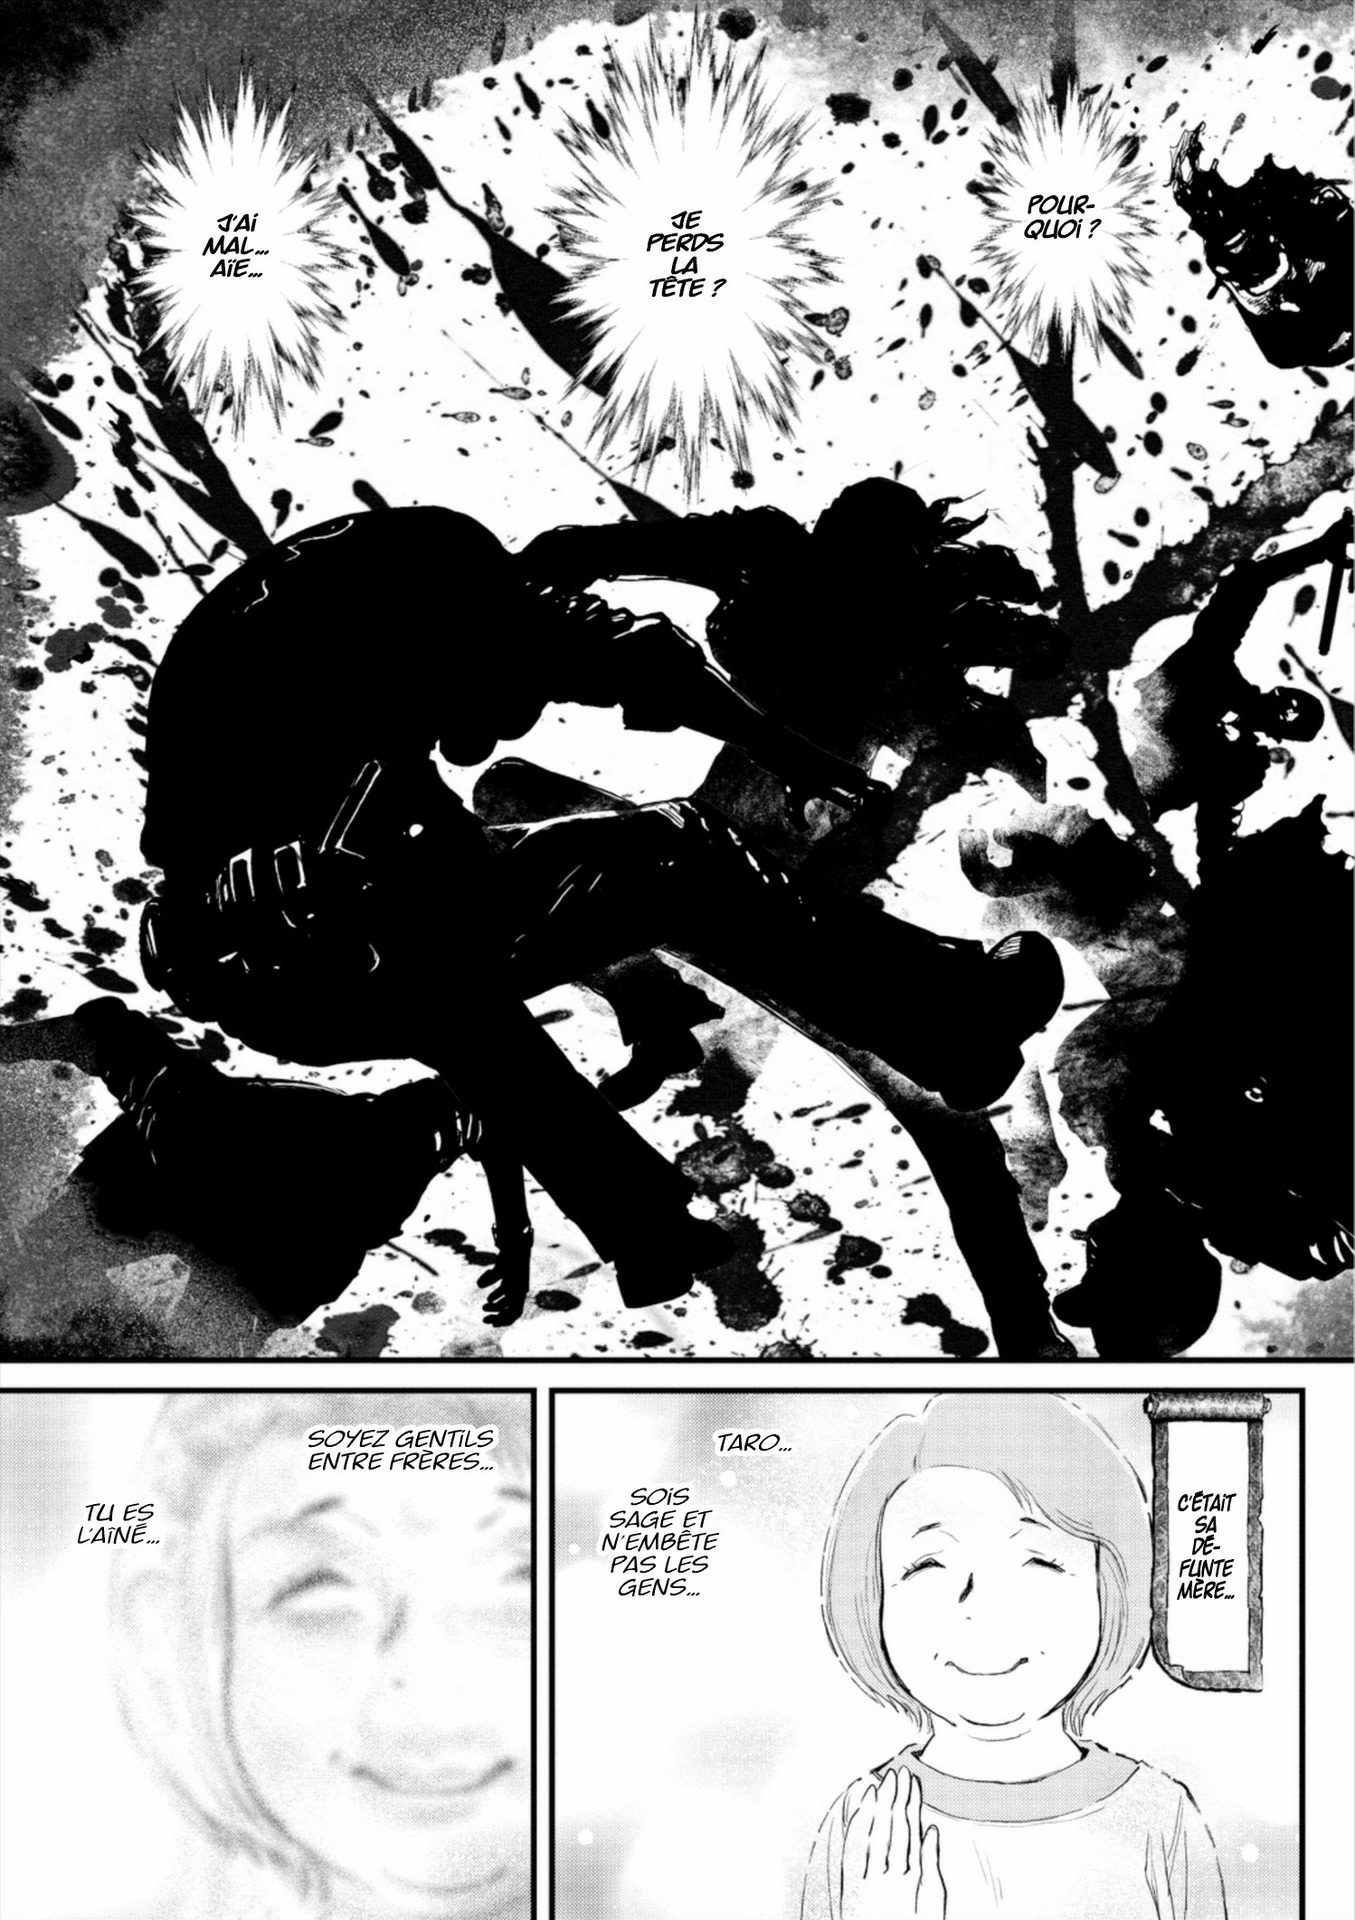 POUR-
QUOI ?
JE
PERDS
LA
TÊTE ?
J'AI
MAL...
AÏE...
C'ÉTAIT
SA
DÉ-
FUNTE
MÈRE...
TARO...
SOIS
SAGE ET
N'EMBÊTE
PAS LES
GENS...
SOYEZ GENTILS
ENTRE FRÈRES...
TU ES
L'AÎNÉ...